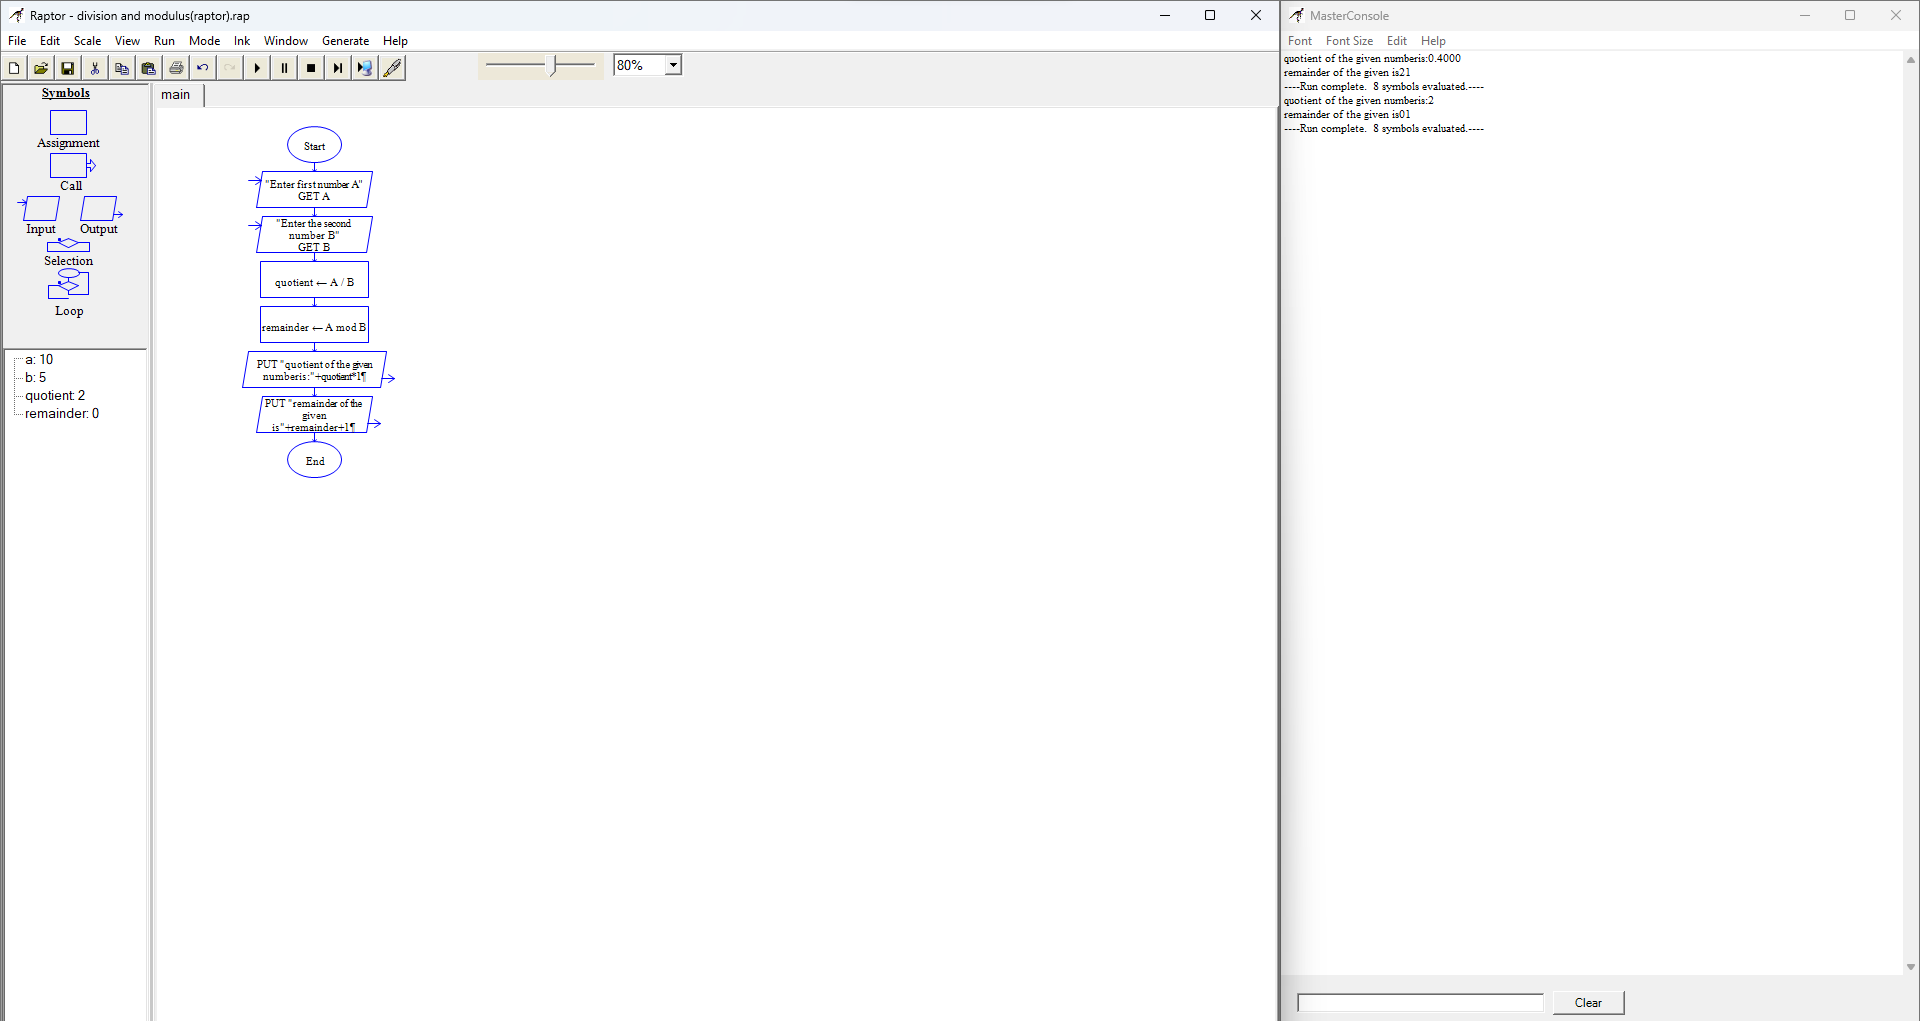 Raptor - division and modulus(raptor).rap
File Edit Scale View Run Mode Ink Window Generate Help
80%
Symbols
Assignment
Call
Input Output
Selection
Loop
a: 10
b: 5
quotient: 2
remainder: 0
main
Start
"Enter first number A"
GET A
"Enter the second
number B"
GET B
quotient ← A / B
remainder ← A mod B
PUT "quotient of the given
numberis:"+quotient*1¶
PUT "remainder of the
given
is"+remainder+1¶
End
MasterConsole
Font Font Size Edit Help
quotient of the given numberis:0.4000
remainder of the given is21
----Run complete.  8 symbols evaluated.----
quotient of the given numberis:2
remainder of the given is01
----Run complete.  8 symbols evaluated.----
Clear